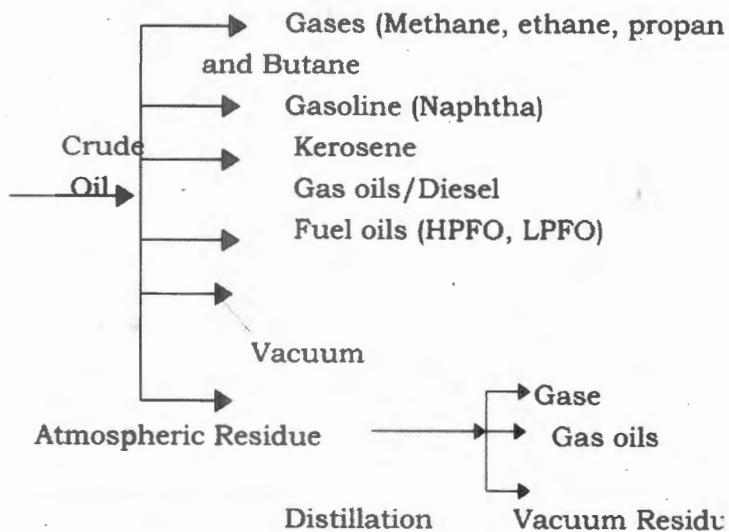 Gases (Methane, ethane, propan
and Butane
Gasoline (Naphtha)
Crude
Kerosene
Oil
Gas oils/Diesel
Fuel oils (HPFO, LPFO)
Vacuum
Gase
Atmospheric Residue
Gas oils
Distillation
Vacuum Residu